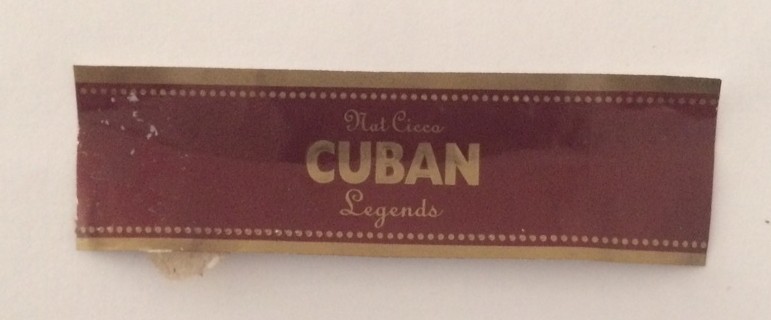 Nat Cicco
CUBAN
Legends